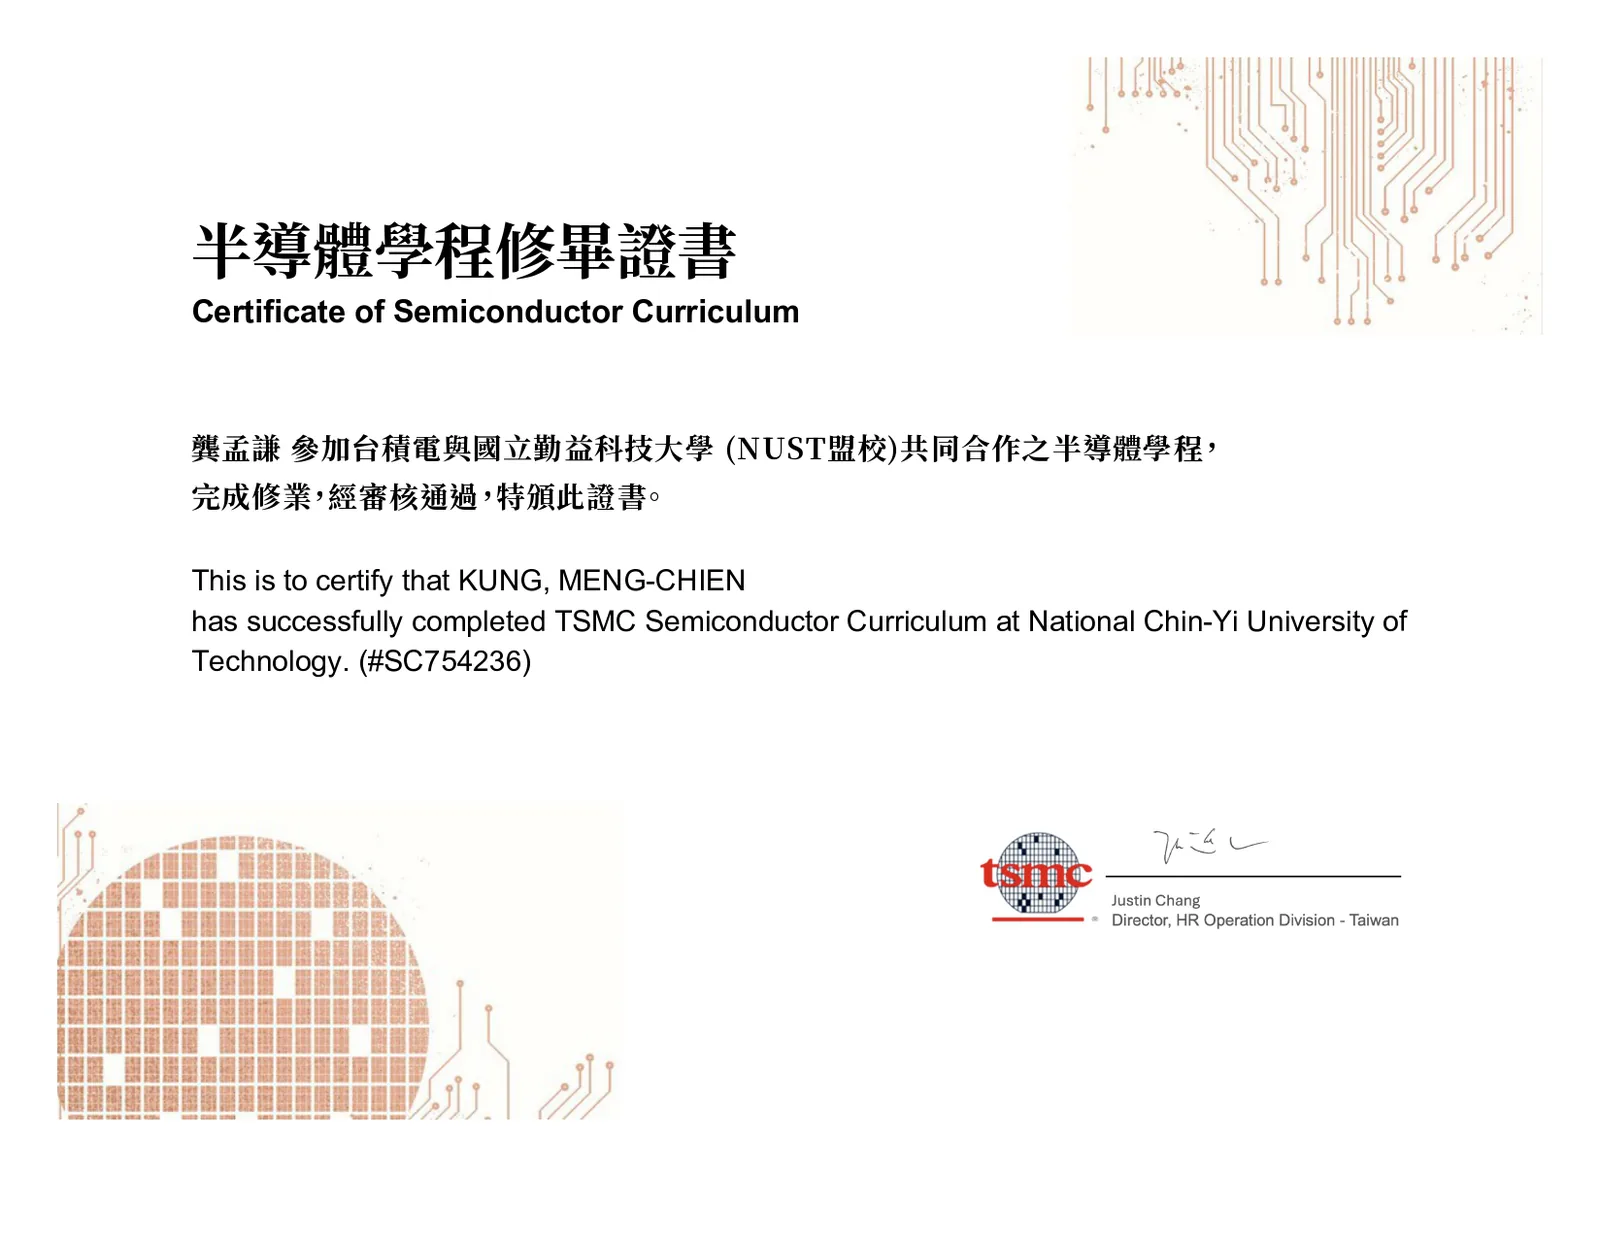 半導體學程修畢證書
Certificate of Semiconductor Curriculum
龔孟謙 參加台積電與國立勤益科技大學 (NUST盟校)共同合作之半導體學程，
完成修業，經審核通過，特頒此證書。
This is to certify that KUNG, MENG-CHIEN
has successfully completed TSMC Semiconductor Curriculum at National Chin-Yi University of
Technology. (#SC754236)
tsmc
®
Justin Chang
Director, HR Operation Division - Taiwan